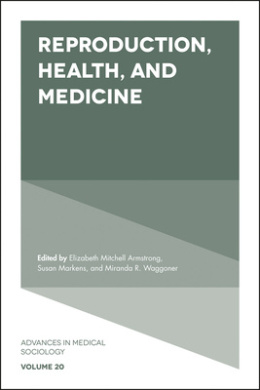 REPRODUCTION,
HEALTH, AND
MEDICINE
Edited by Elizabeth Mitchell Armstrong,
Susan Markens, and Miranda R. Waggoner
ADVANCES IN MEDICAL
SOCIOLOGY
VOLUME 20